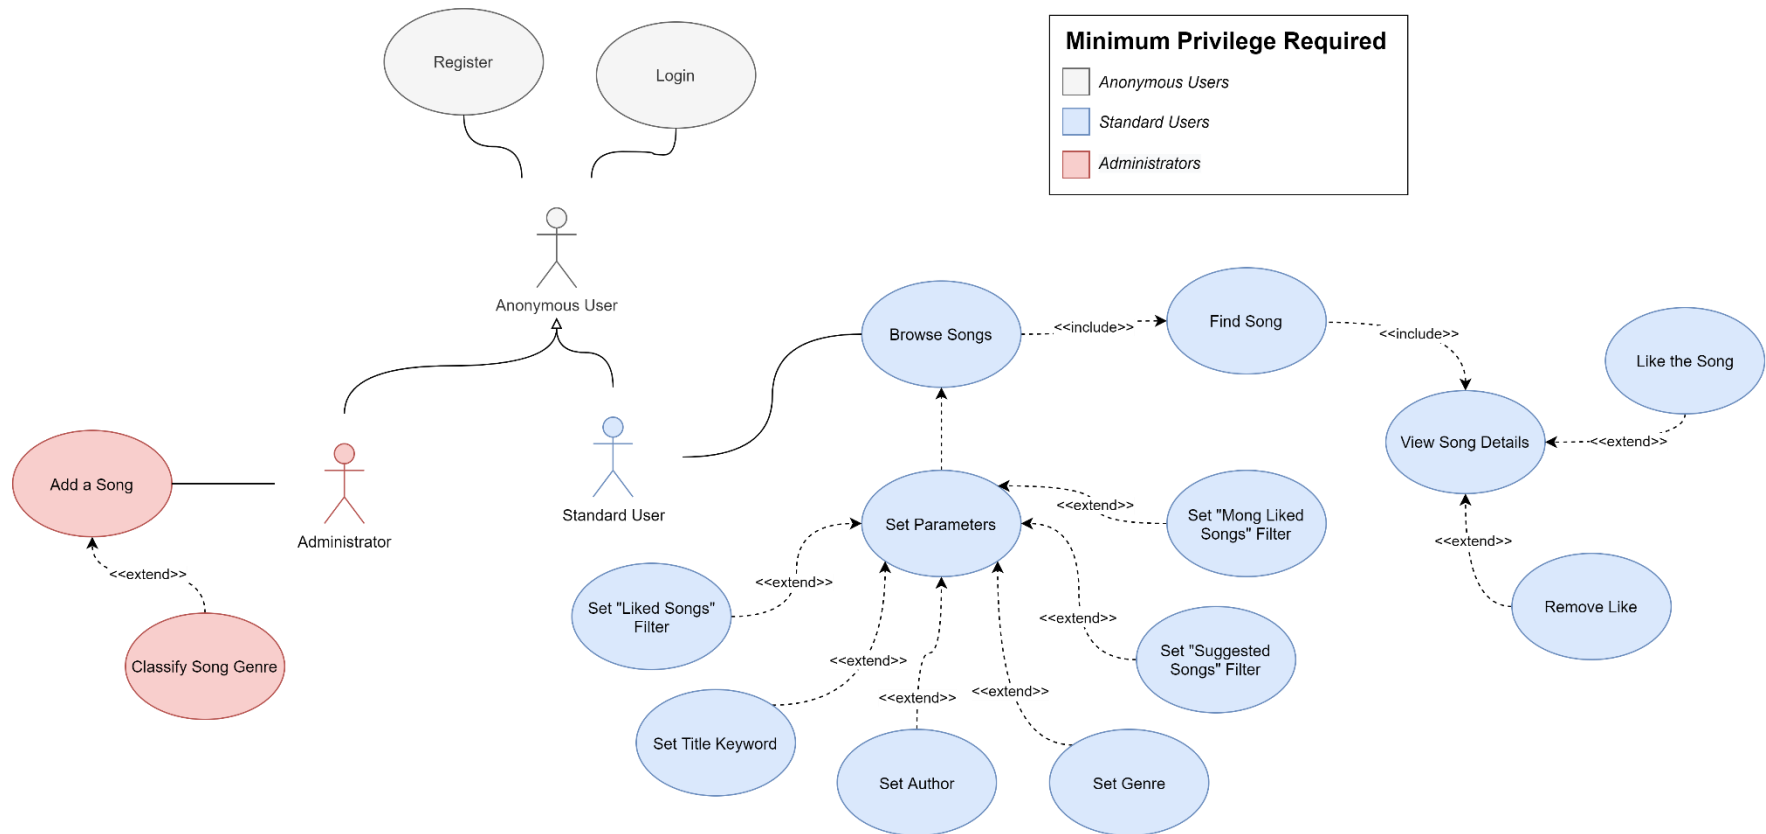 Register
Login
Minimum Privilege Required
Anonymous Users
Standard Users
Administrators
Anonymous User
Browse Songs
<<include>>
Find Song
<<include>>
Like the Song
View Song Details
<<extend>>
Add a Song
Administrator
Standard User
Set Parameters
<<extend>>
Set "Mong Liked
Songs" Filter
<<extend>>
<<extend>>
<<extend>>
Set "Liked Songs"
Filter
<<extend>>
Remove Like
Classify Song Genre
<<extend>>
Set "Suggested
Songs" Filter
<<extend>>
<<extend>>
Set Title Keyword
Set Author
Set Genre